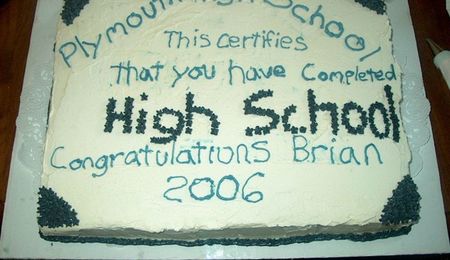 Plymouth High School
This certifies
that you have Completed
High School
Congratulations Brian
2006